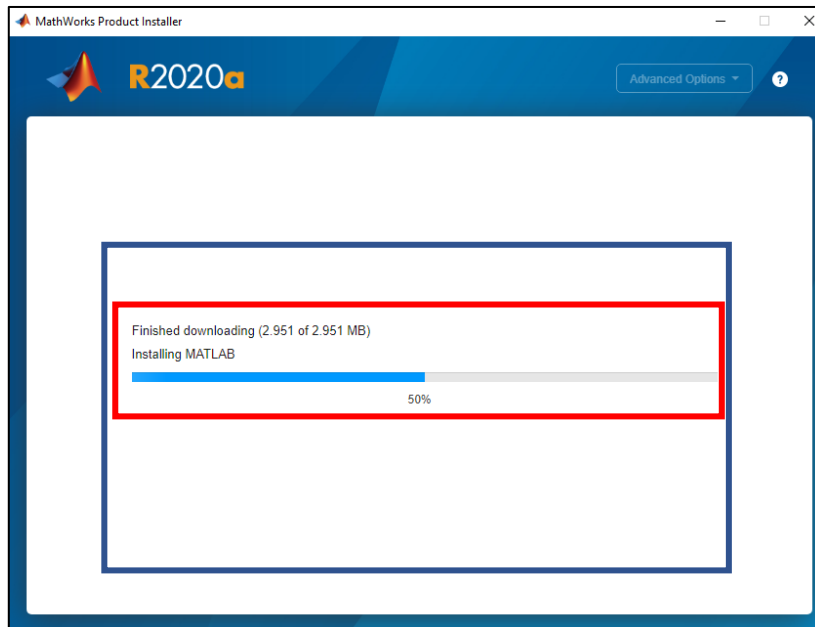 MathWorks Product Installer
R2020a
Advanced Options
?
Finished downloading (2.951 of 2.951 MB)
Installing MATLAB
50%